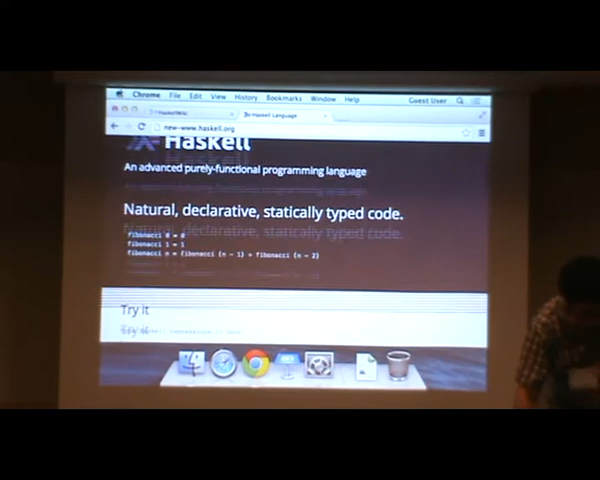 Chrome File Edit View History Bookmarks Window Help Guest User
HaskellWiki Haskell Language
new-www.haskell.org
Haskell
An advanced purely-functional programming language
Natural, declarative, statically typed code.
fibonacci 0 = 0
fibonacci 1 = 1
fibonacci n = fibonacci (n - 1) + fibonacci (n - 2)
Try it